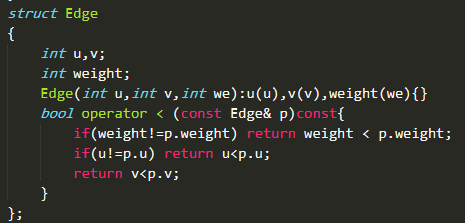 struct Edge
{
    int u,v;
    int weight;
    Edge(int u,int v,int we):u(u),v(v),weight(we){}
    bool operator < (const Edge& p)const{
        if(weight!=p.weight) return weight < p.weight;
        if(u!=p.u) return u<p.u;
        return v<p.v;
    }
};